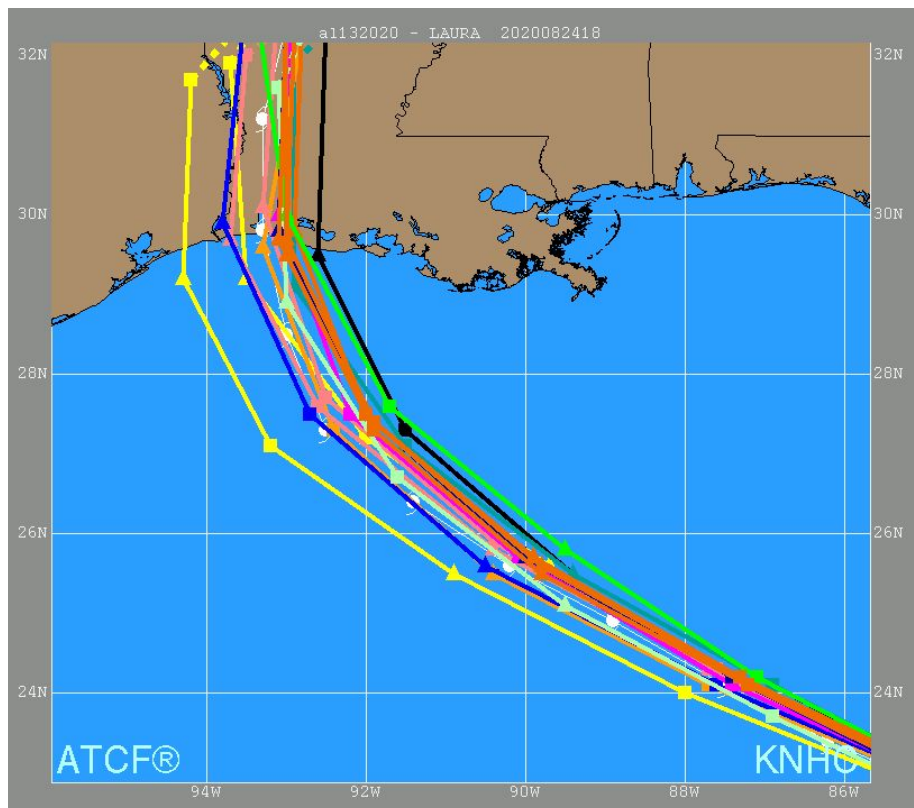 al132020 - LAURA 2020082418
32N 32N
30N 30N
28N 28N
26N 26N
24N 24N
ATCF® KNHC
94W 92W 90W 88W 86W